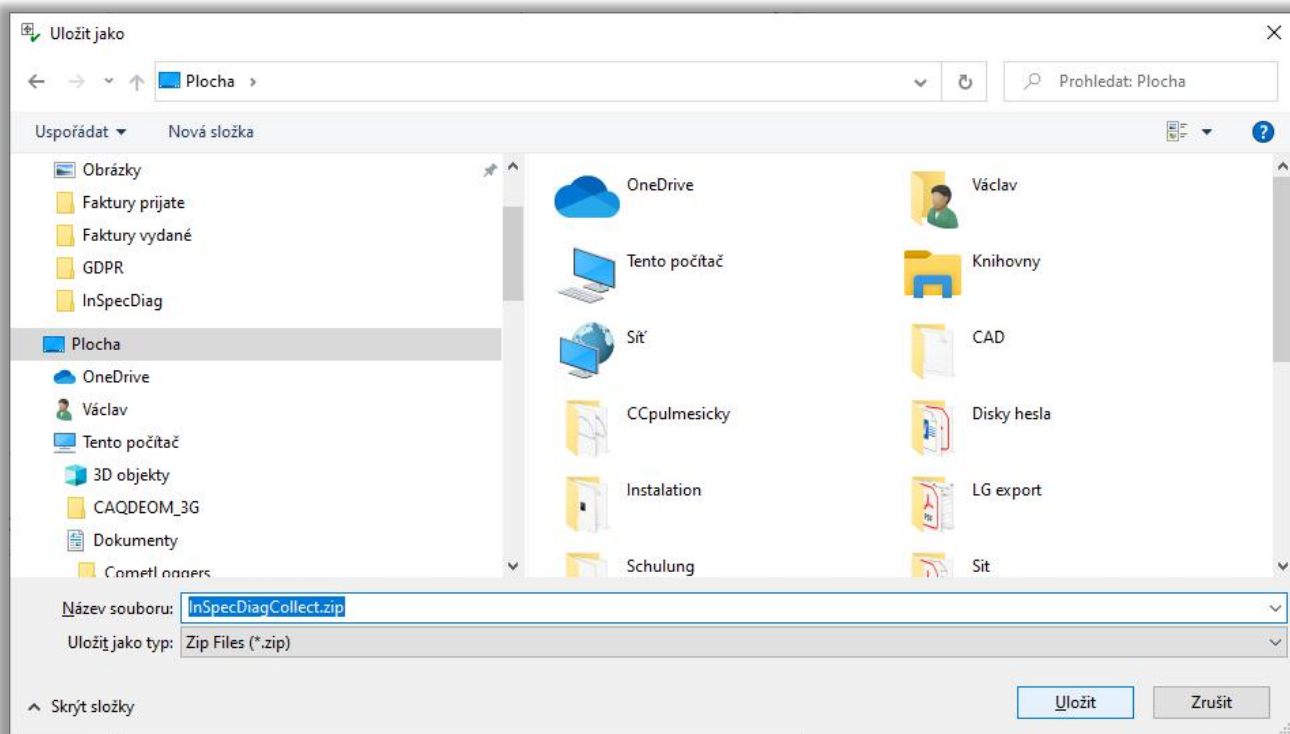 Uložit jako
Plocha
Prohledat: Plocha
Uspořádat
Nová složka
Obrázky
Faktury prijate
Faktury vydané
GDPR
InSpecDiag
Plocha
OneDrive
Václav
Tento počítač
3D objekty
CAQDEOM_3G
Dokumenty
CometLoggers
OneDrive
Václav
Tento počítač
Knihovny
Síť
CAD
CCpulmesicky
Disky hesla
Instalation
LG export
Schulung
Sit
Název souboru: InSpecDiagCollect.zip
Uložit jako typ: Zip Files (*.zip)
Skrýt složky
Uložit
Zrušit